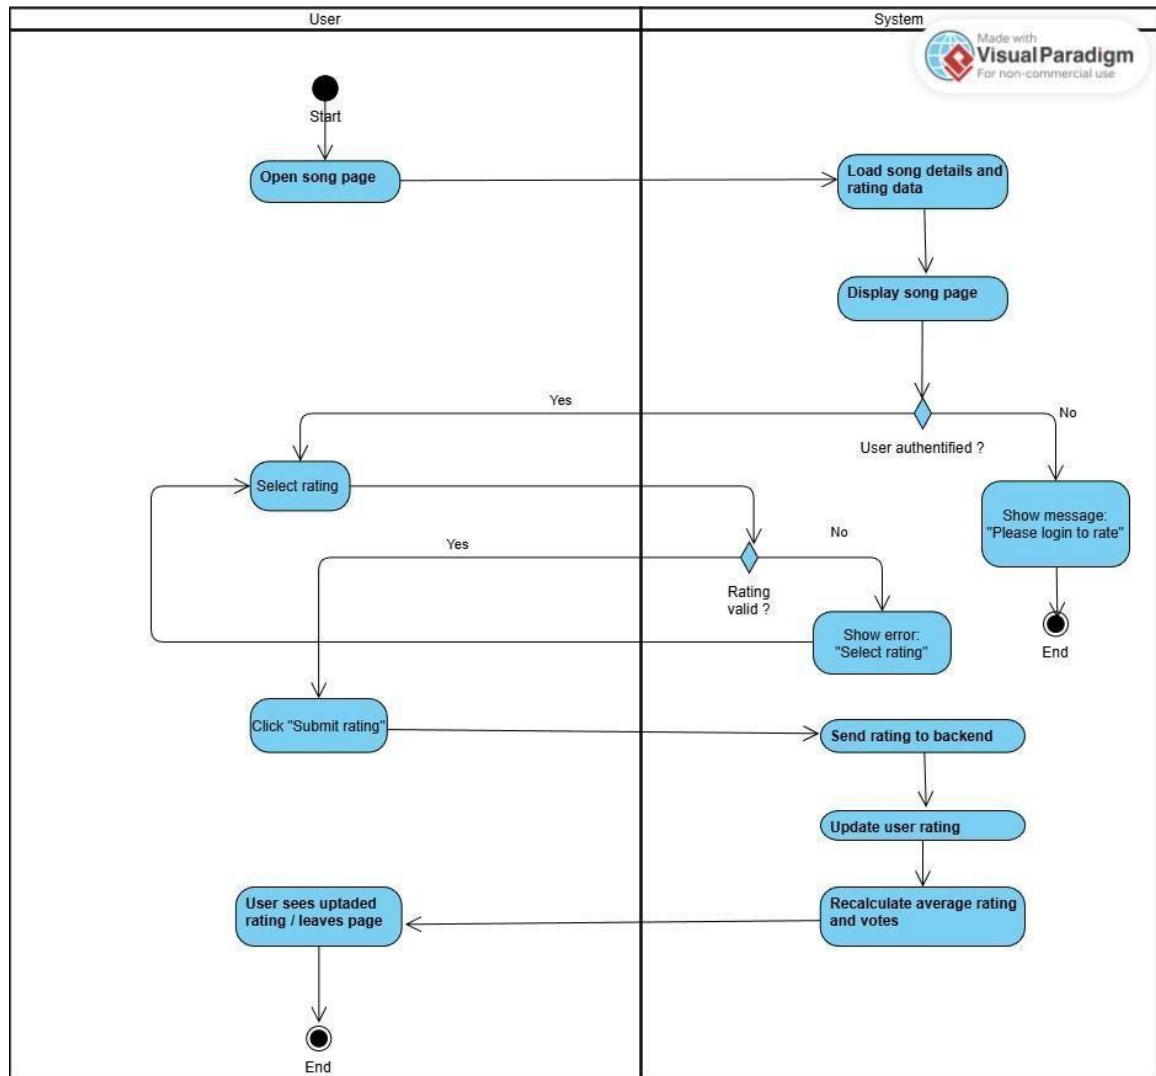 User
System
Made with
Visual Paradigm
For non-commercial use
Start
Open song page
Load song details and
rating data
Display song page
Yes
No
User authentified ?
Select rating
Show message:
"Please login to rate"
Yes
No
Rating
valid ?
Show error:
"Select rating"
End
Click "Submit rating"
Send rating to backend
Update user rating
User sees uptaded
rating / leaves page
Recalculate average rating
and votes
End